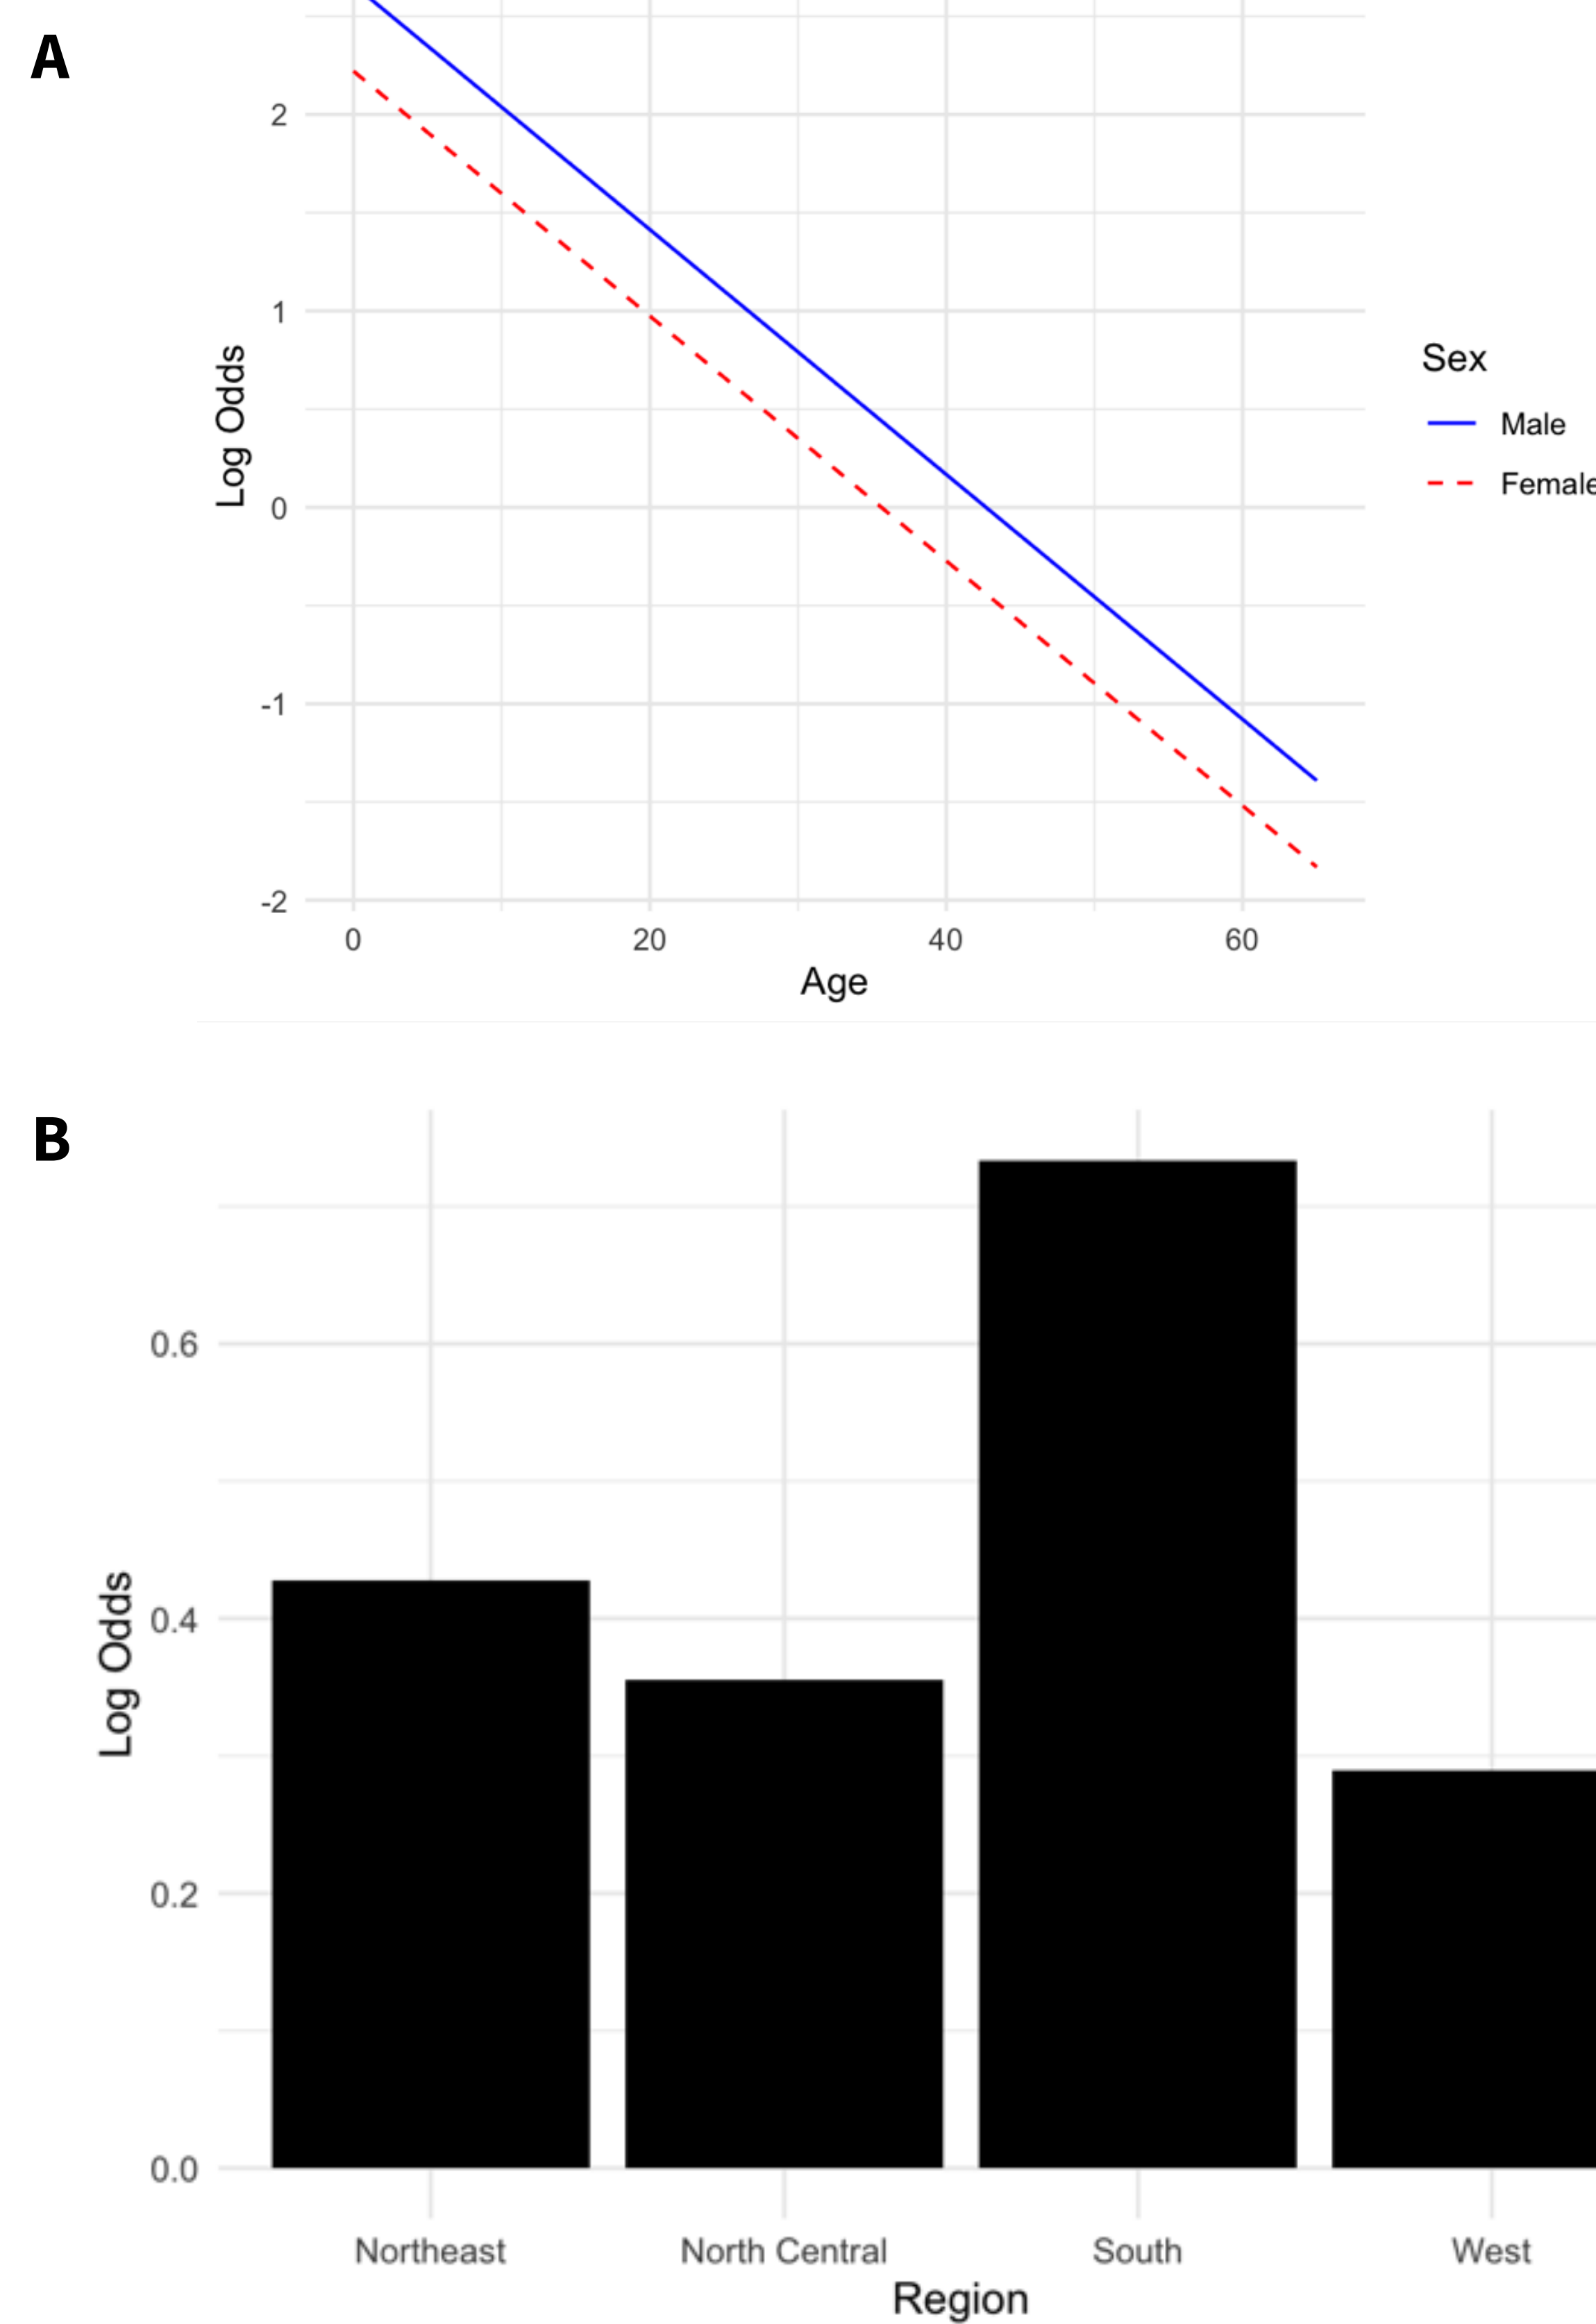 A
2
1
0
-1
-2
Log Odds
0 20 40 60
Age
Sex
Male
Female
B
0.6
0.4
0.2
0.0
Log Odds
Northeast North Central South West
Region